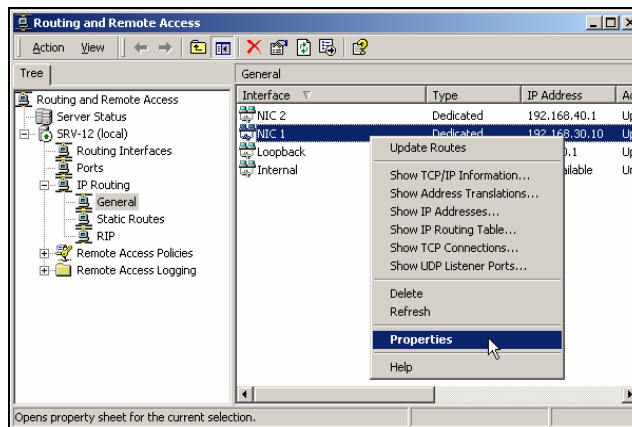 Routing and Remote Access
Action View
Tree
General
Routing and Remote Access
Server Status
SRV-12 (local)
Routing Interfaces
Ports
IP Routing
General
Static Routes
RIP
Remote Access Policies
Remote Access Logging
Interface Type IP Address
NIC 2 Dedicated 192.168.40.1
NIC 1 Dedicated 192.168.30.10
Loopback
Internal
Update Routes
Show TCP/IP Information...
Show Address Translations...
Show IP Addresses...
Show IP Routing Table...
Show TCP Connections...
Show UDP Listener Ports...
Delete
Refresh
Properties
Help
Opens property sheet for the current selection.